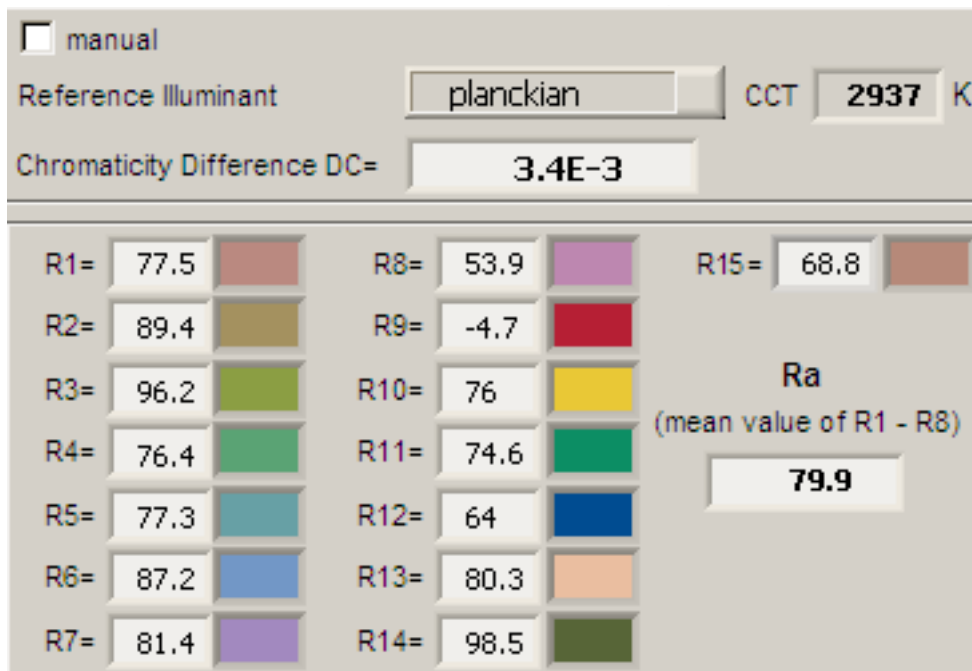 manual
Reference Illuminant planckian CCT 2937 K
Chromaticity Difference DC= 3.4E-3
R1= 77.5 R8= 53.9 R15= 68.8
R2= 89.4 R9= -4.7
R3= 96.2 R10= 76 Ra
(mean value of R1 - R8)
R4= 76.4 R11= 74.6
79.9
R5= 77.3 R12= 64
R6= 87.2 R13= 80.3
R7= 81.4 R14= 98.5